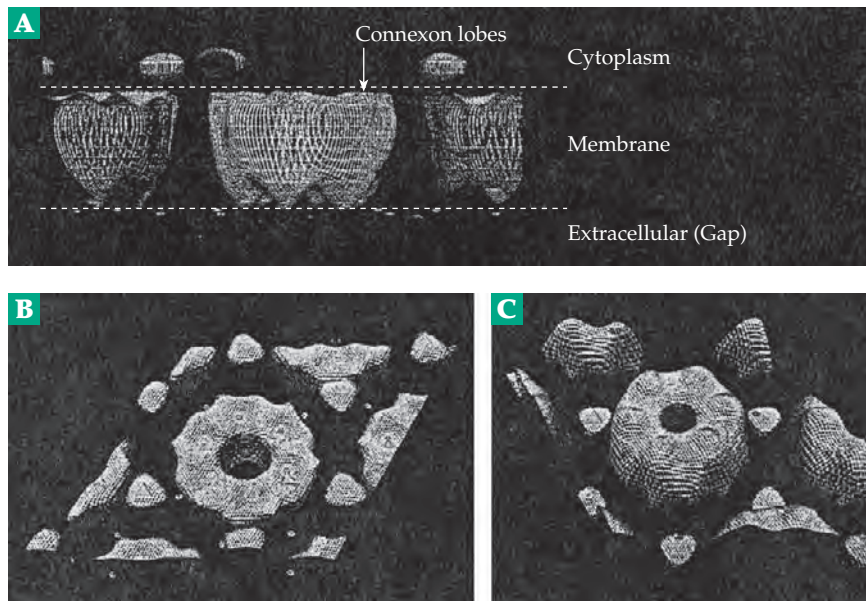 A
Connexon lobes
Cytoplasm
Membrane
Extracellular (Gap)
B
C